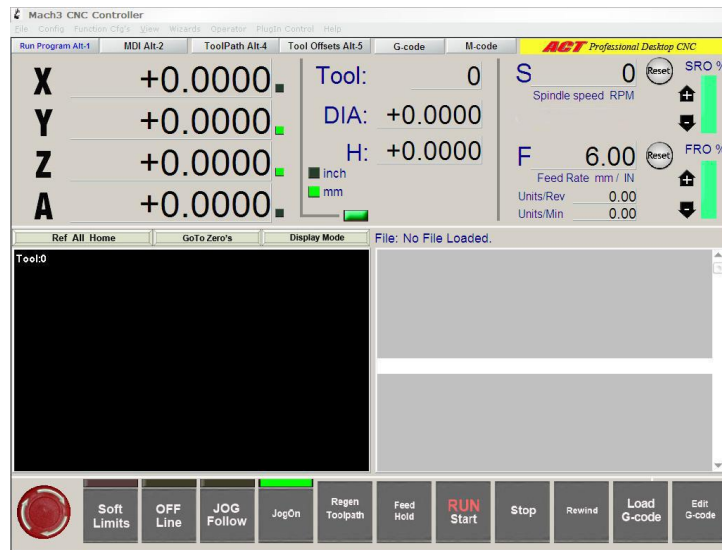 Mach3 CNC Controller
File Config Function Cfg's View Wizards Operator PlugIn Control Help
Run Program Alt-1 MDI Alt-2 ToolPath Alt-4 Tool Offsets Alt-5 G-code M-code ACT Professional Desktop CNC
X +0.0000 Tool: 0 S 0 Reset SRO %
Spindle speed RPM
Y +0.0000 DIA: +0.0000
Z +0.0000 H: +0.0000 F 6.00 Reset FRO %
inch Feed Rate mm / IN
mm Units/Rev 0.00
A +0.0000 Units/Min 0.00
Ref All Home GoTo Zero's Display Mode File: No File Loaded.
Tool:0
Soft Limits OFF Line JOG Follow JogOn Regen Toolpath Feed Hold RUN Start Stop Rewind Load G-code Edit G-code